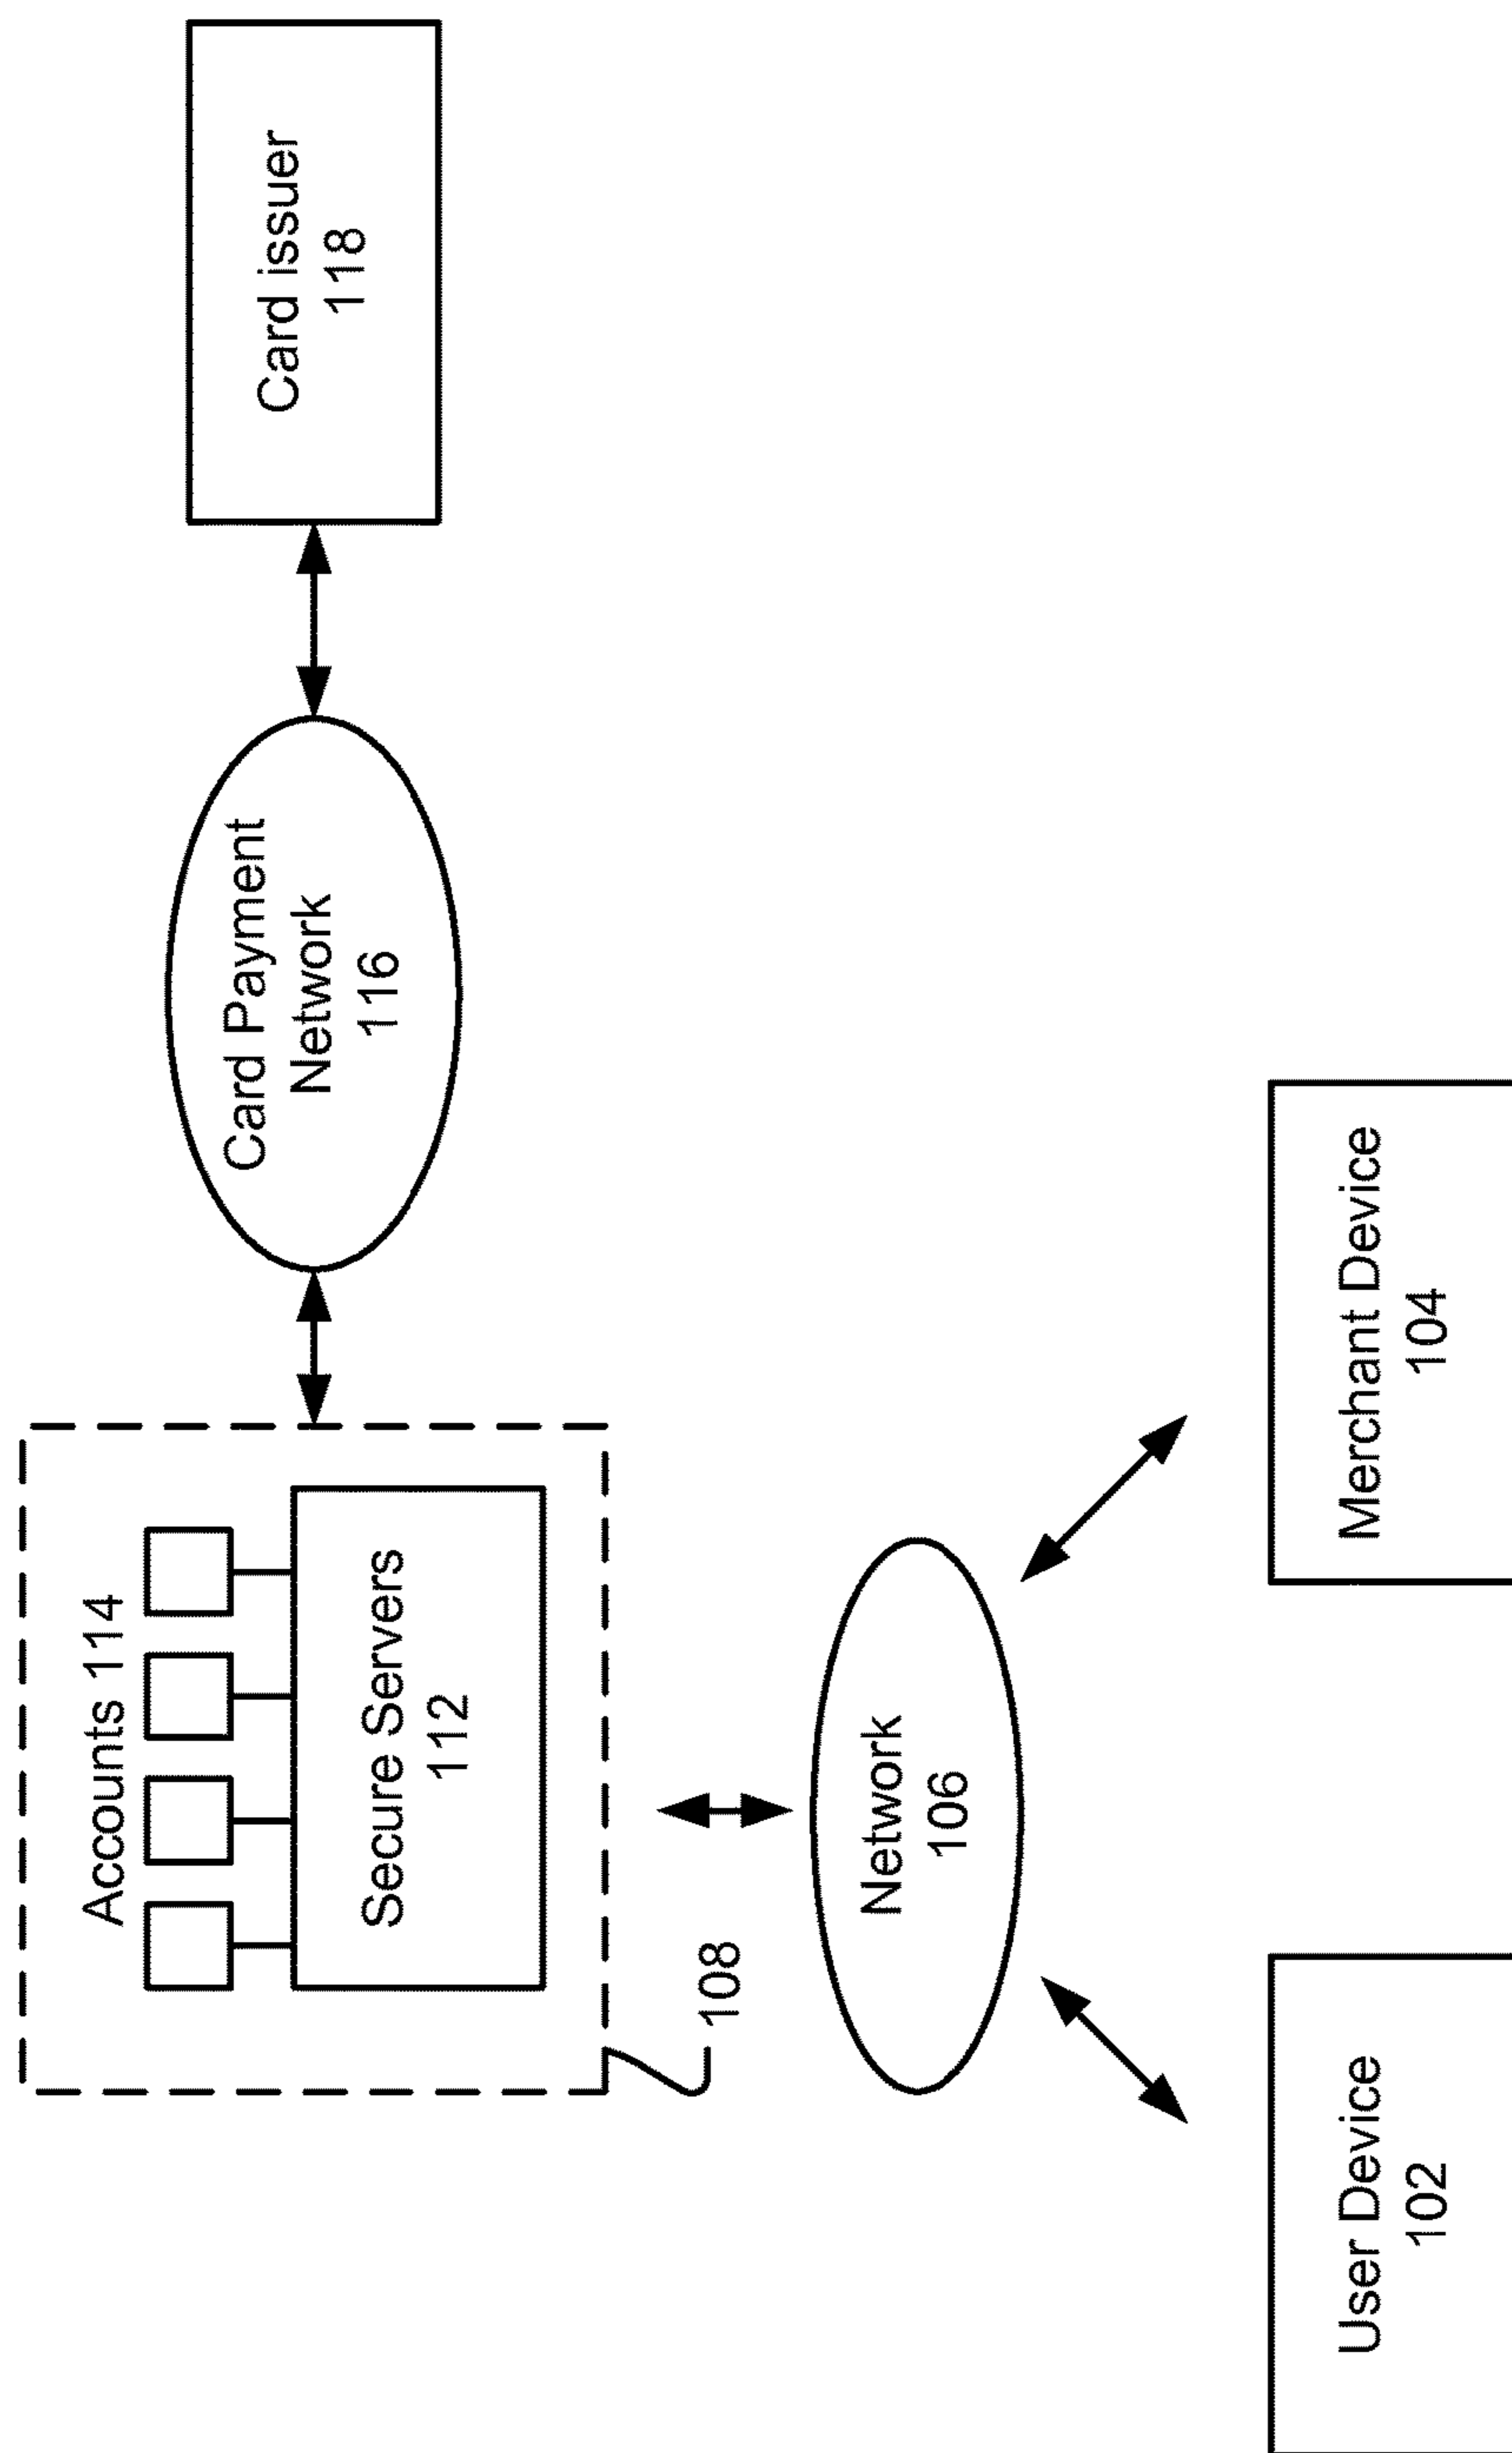 Accounts 114
Secure Servers
112
Card Payment
Network
116
Card issuer
118
108
Network
106
User Device
102
Merchant Device
104